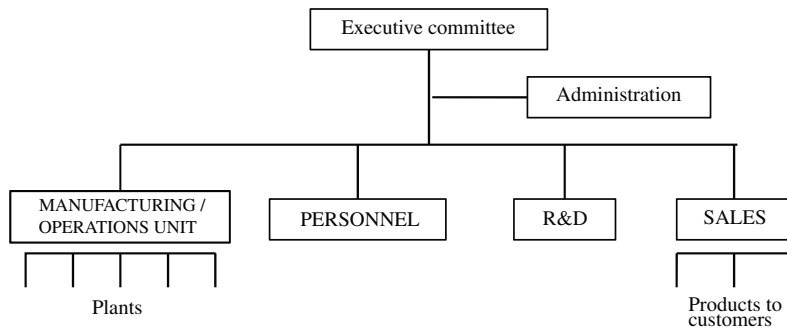 Executive committee
Administration
MANUFACTURING /
OPERATIONS UNIT
PERSONNEL
R&D
SALES
Plants
Products to
customers